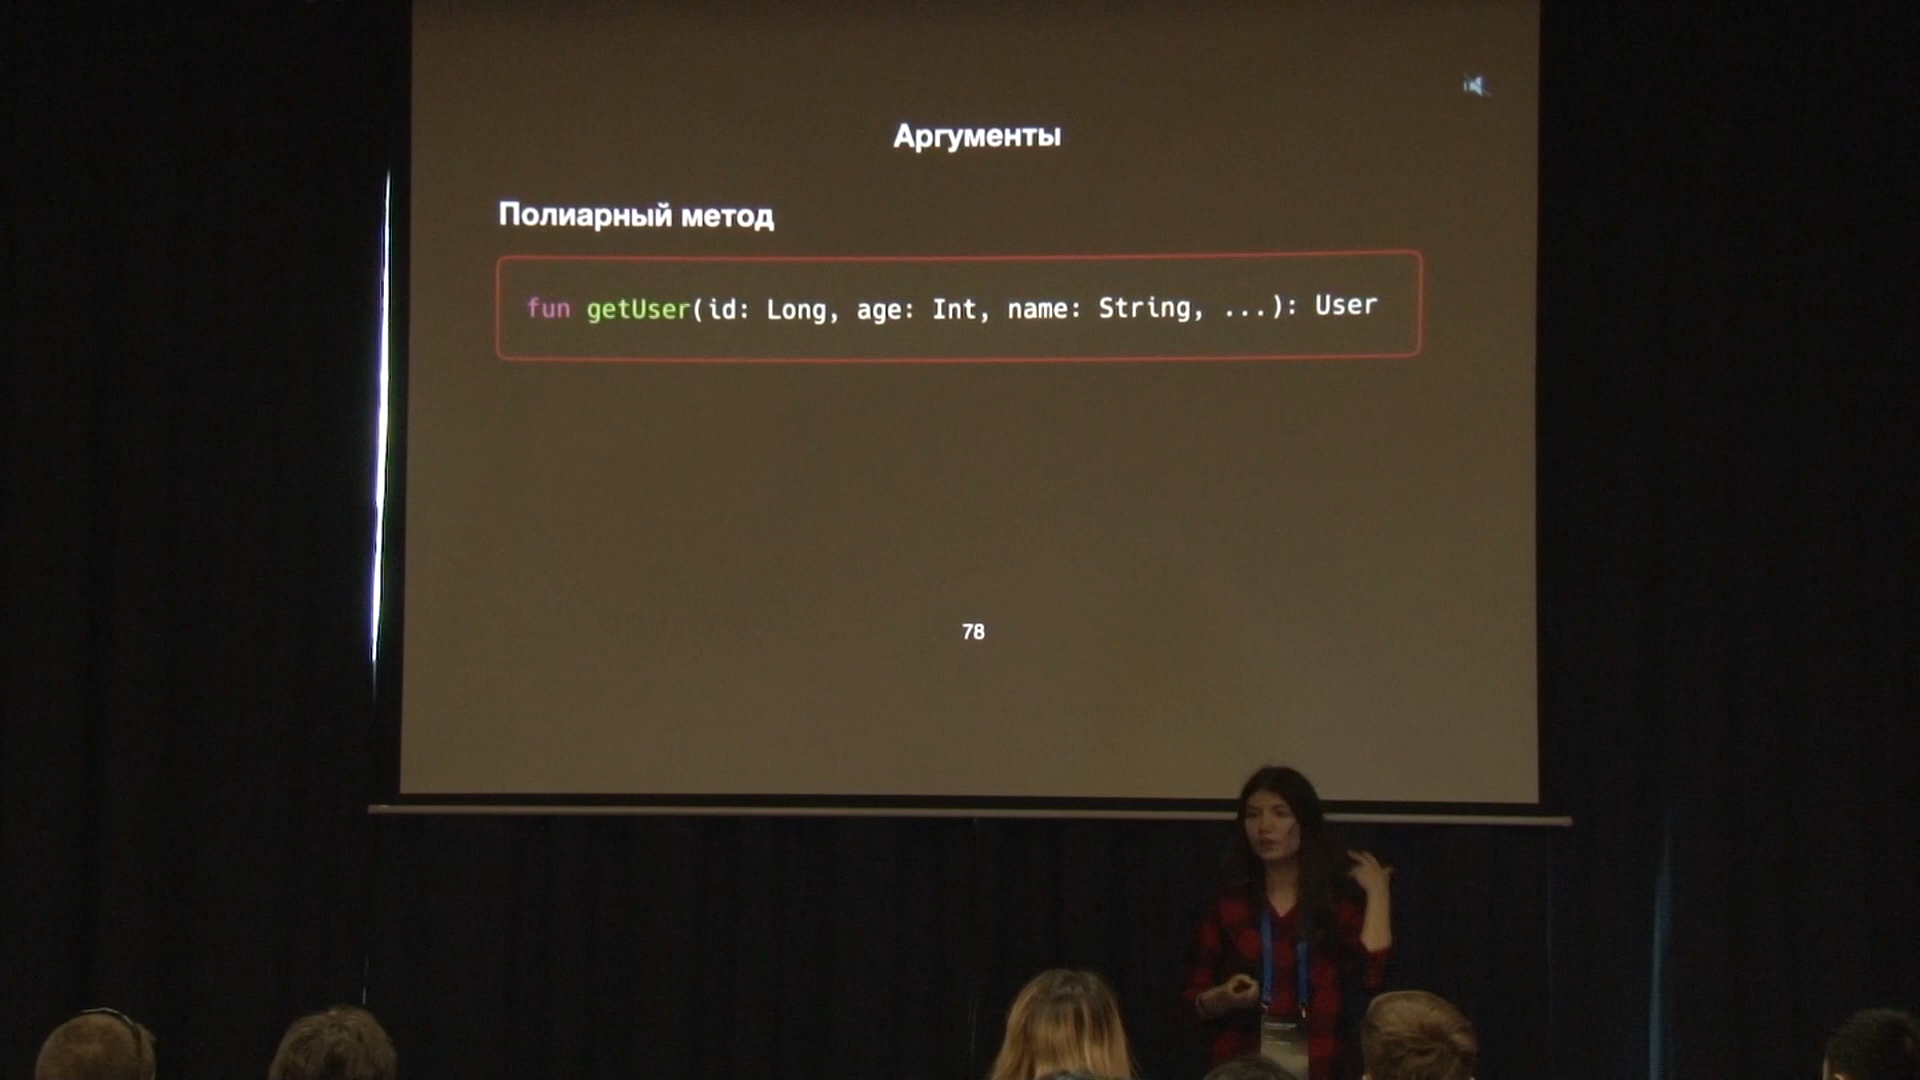 Аргументы
Полиарный метод
fun getUser(id: Long, age: Int, name: String, ...): User
78